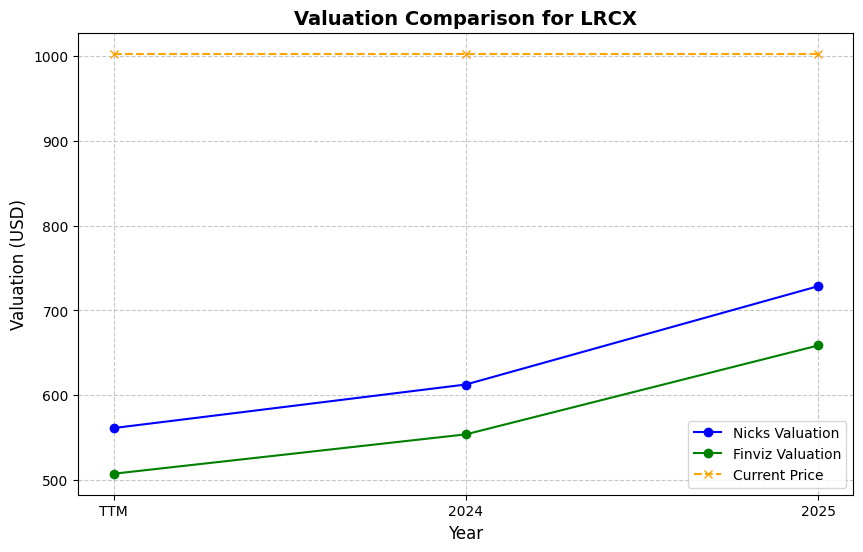 Valuation Comparison for LRCX
Valuation (USD)
1000
900
800
700
600
500
TTM
2024
2025
Year
Nicks Valuation
Finviz Valuation
Current Price